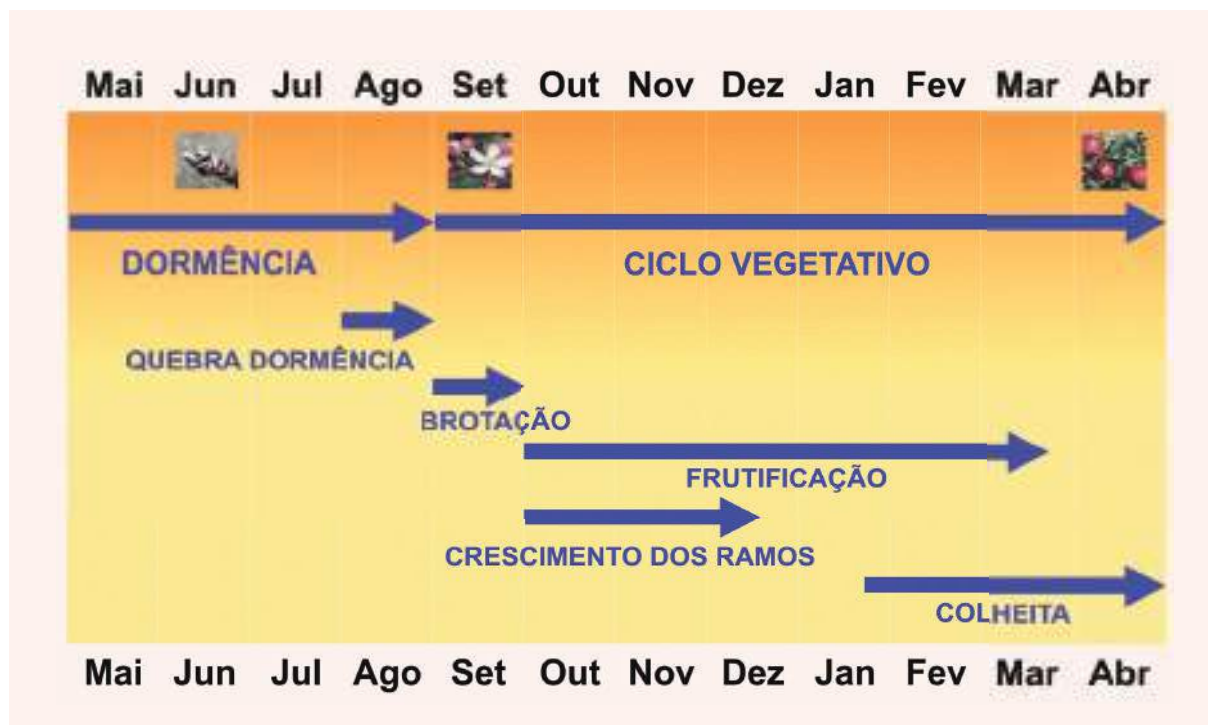 Mai Jun Jul Ago Set Out Nov Dez Jan Fev Mar Abr
DORMÊNCIA
CICLO VEGETATIVO
QUEBRA DORMÊNCIA
BROTAÇÃO
FRUTIFICAÇÃO
CRESCIMENTO DOS RAMOS
COLHEITA
Mai Jun Jul Ago Set Out Nov Dez Jan Fev Mar Abr